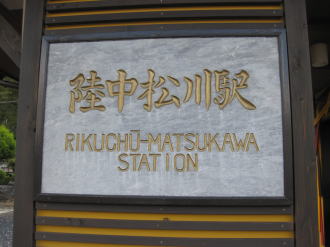 陸中松川駅
RIKUCHŪ-MATSUKAWA
STATION